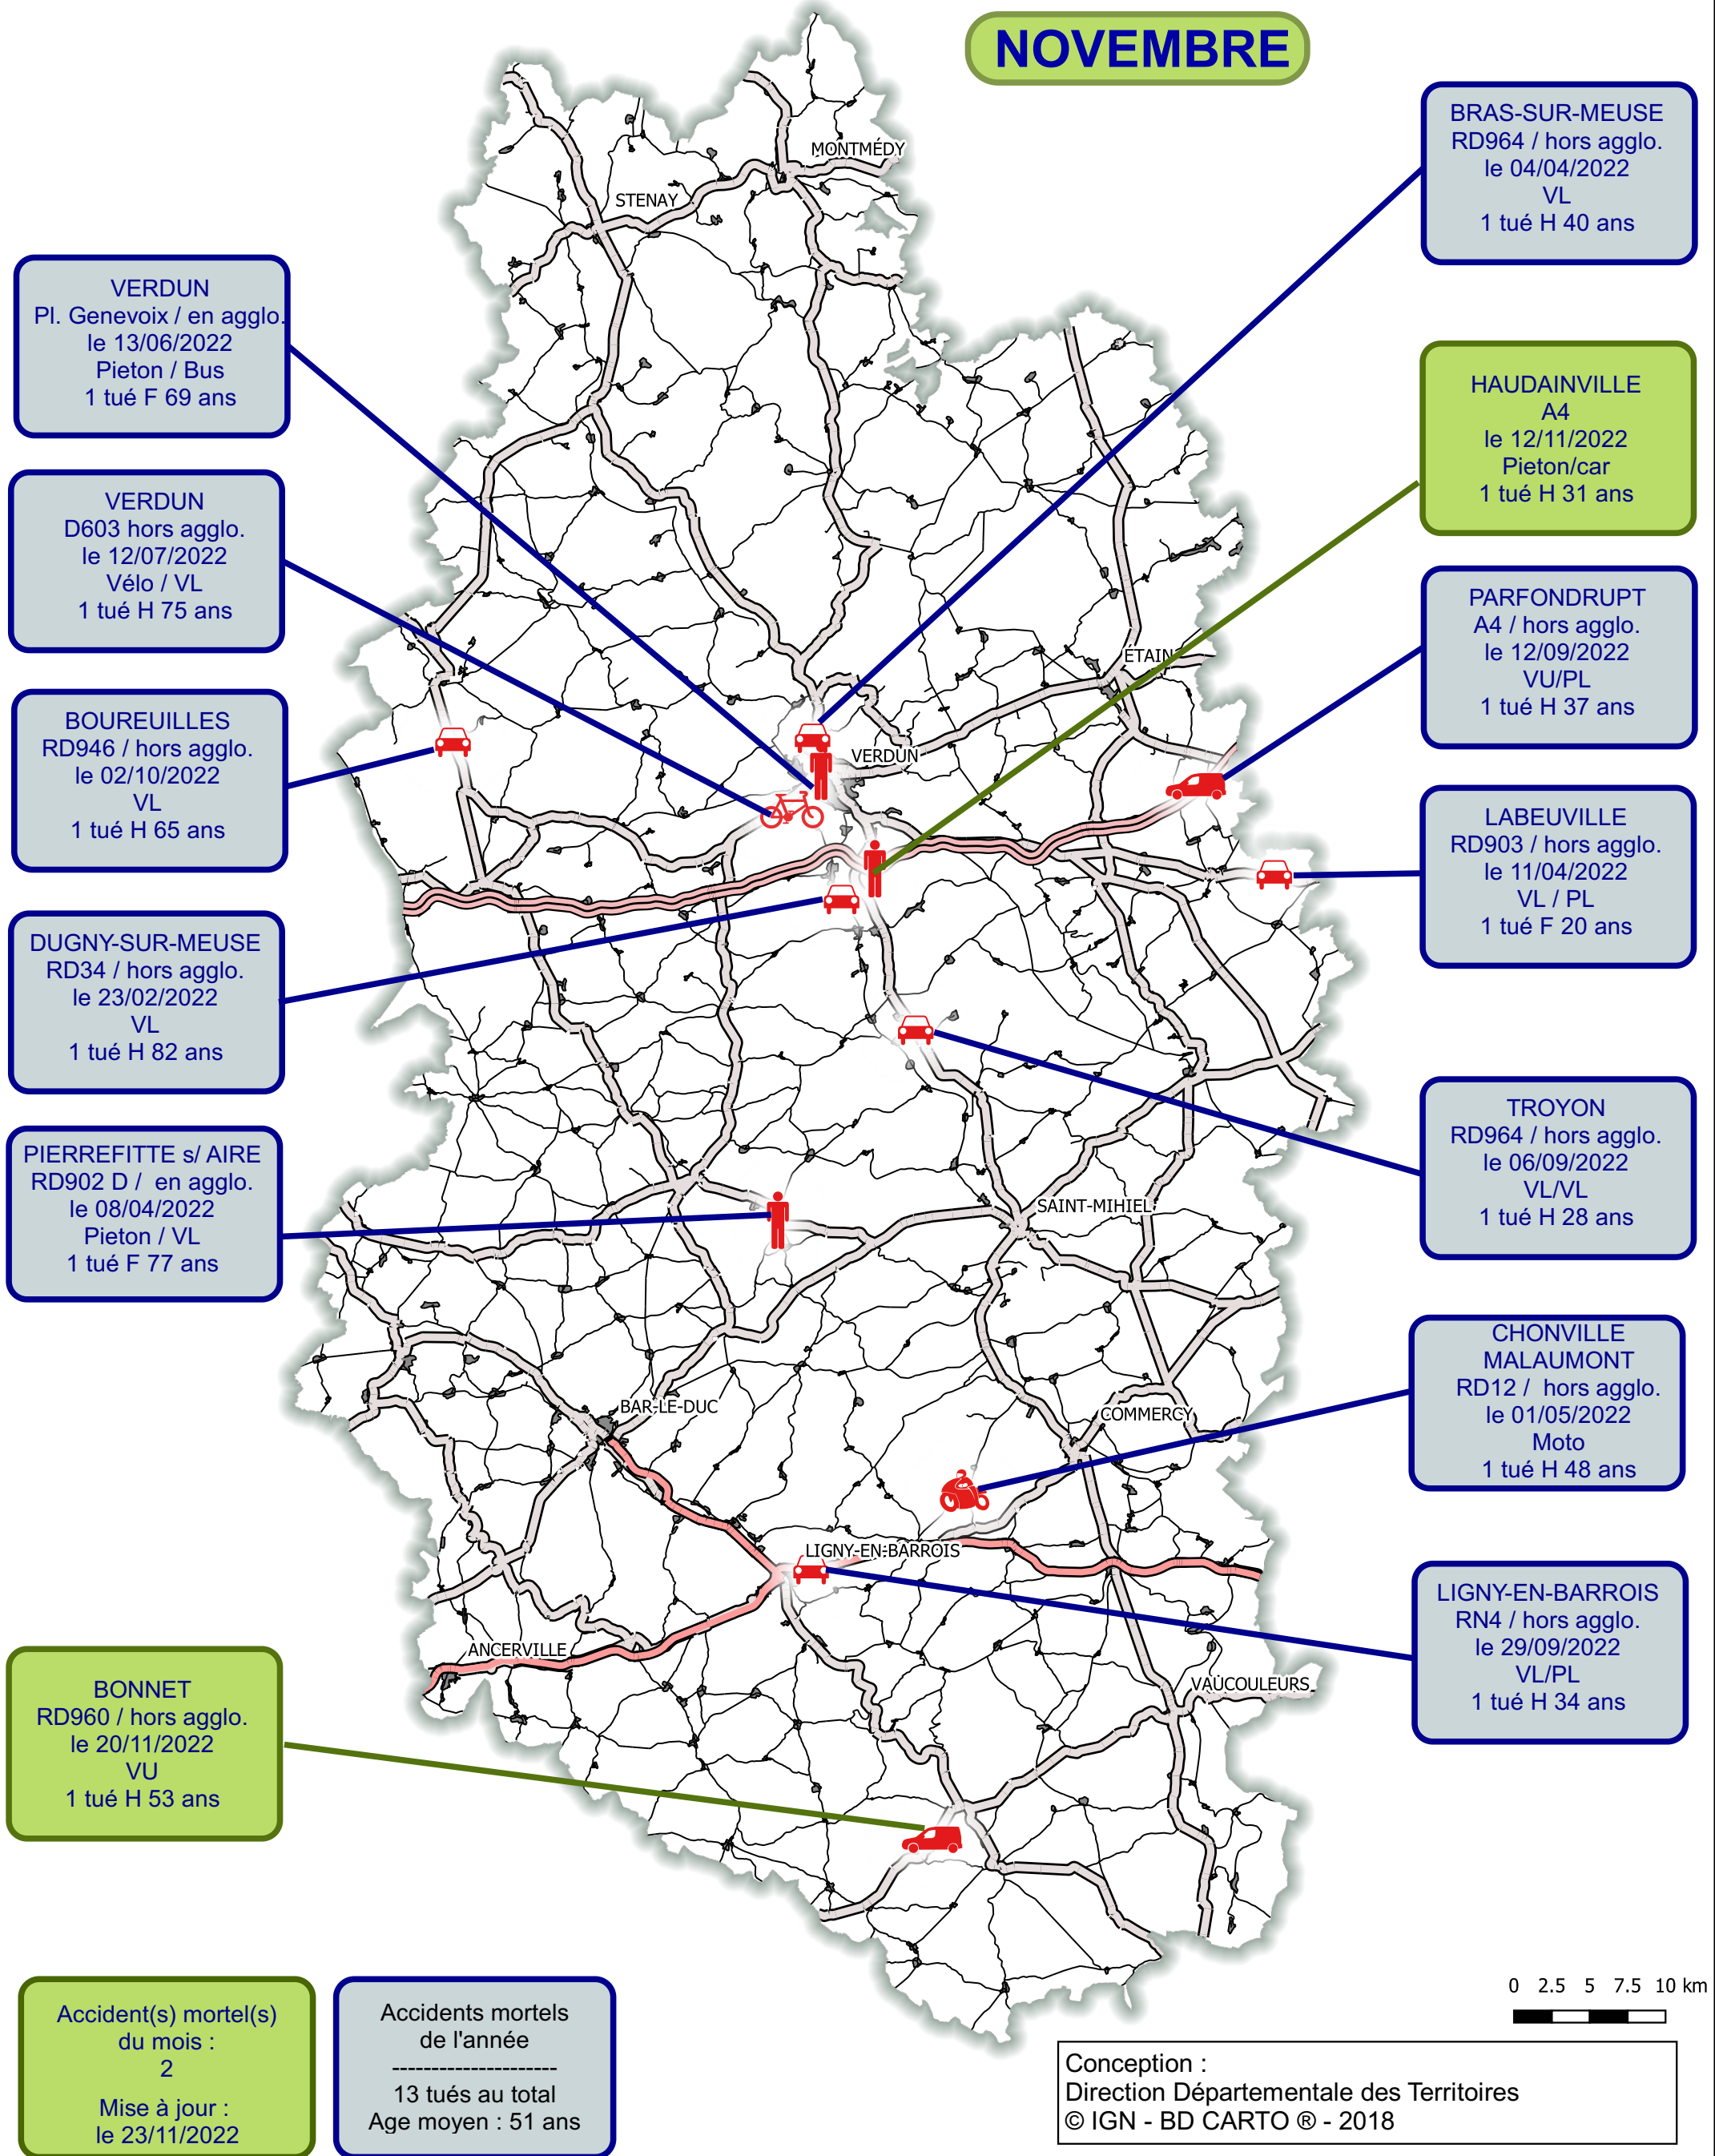 NOVEMBRE
BRAS-SUR-MEUSE
RD964 / hors agglo.
le 04/04/2022
VL
1 tué H 40 ans
VERDUN
Pl. Genevoix / en agglo.
le 13/06/2022
Pieton / Bus
1 tué F 69 ans
HAUDAINVILLE
A4
le 12/11/2022
Pieton/car
1 tué H 31 ans
VERDUN
D603 hors agglo.
le 12/07/2022
Vélo / VL
1 tué H 75 ans
PARFONDRUPT
A4 / hors agglo.
le 12/09/2022
VU/PL
1 tué H 37 ans
BOUREUILLES
RD946 / hors agglo.
le 02/10/2022
VL
1 tué H 65 ans
LABEUVILLE
RD903 / hors agglo.
le 11/04/2022
VL / PL
1 tué F 20 ans
DUGNY-SUR-MEUSE
RD34 / hors agglo.
le 23/02/2022
VL
1 tué H 82 ans
TROYON
RD964 / hors agglo.
le 06/09/2022
VL/VL
1 tué H 28 ans
PIERREFITTE s/ AIRE
RD902 D /  en agglo.
le 08/04/2022
Pieton / VL
1 tué F 77 ans
CHONVILLE
MALAUMONT
RD12 /  hors agglo.
le 01/05/2022
Moto
1 tué H 48 ans
LIGNY-EN-BARROIS
RN4 / hors agglo.
le 29/09/2022
VL/PL
1 tué H 34 ans
BONNET
RD960 / hors agglo.
le 20/11/2022
VU
1 tué H 53 ans
MONTMÉDY
STENAY
ÉTAIN
VERDUN
SAINT-MIHIEL
BAR-LE-DUC
COMMERCY
LIGNY-EN-BARROIS
ANCERVILLE
VAUCOULEURS
Accident(s) mortel(s)
du mois :
2
Mise à jour :
le 23/11/2022
Accidents mortels
de l'année
---------------------
13 tués au total
Age moyen : 51 ans
0 2.5 5 7.5 10 km
Conception :
Direction Départementale des Territoires
© IGN - BD CARTO ® - 2018